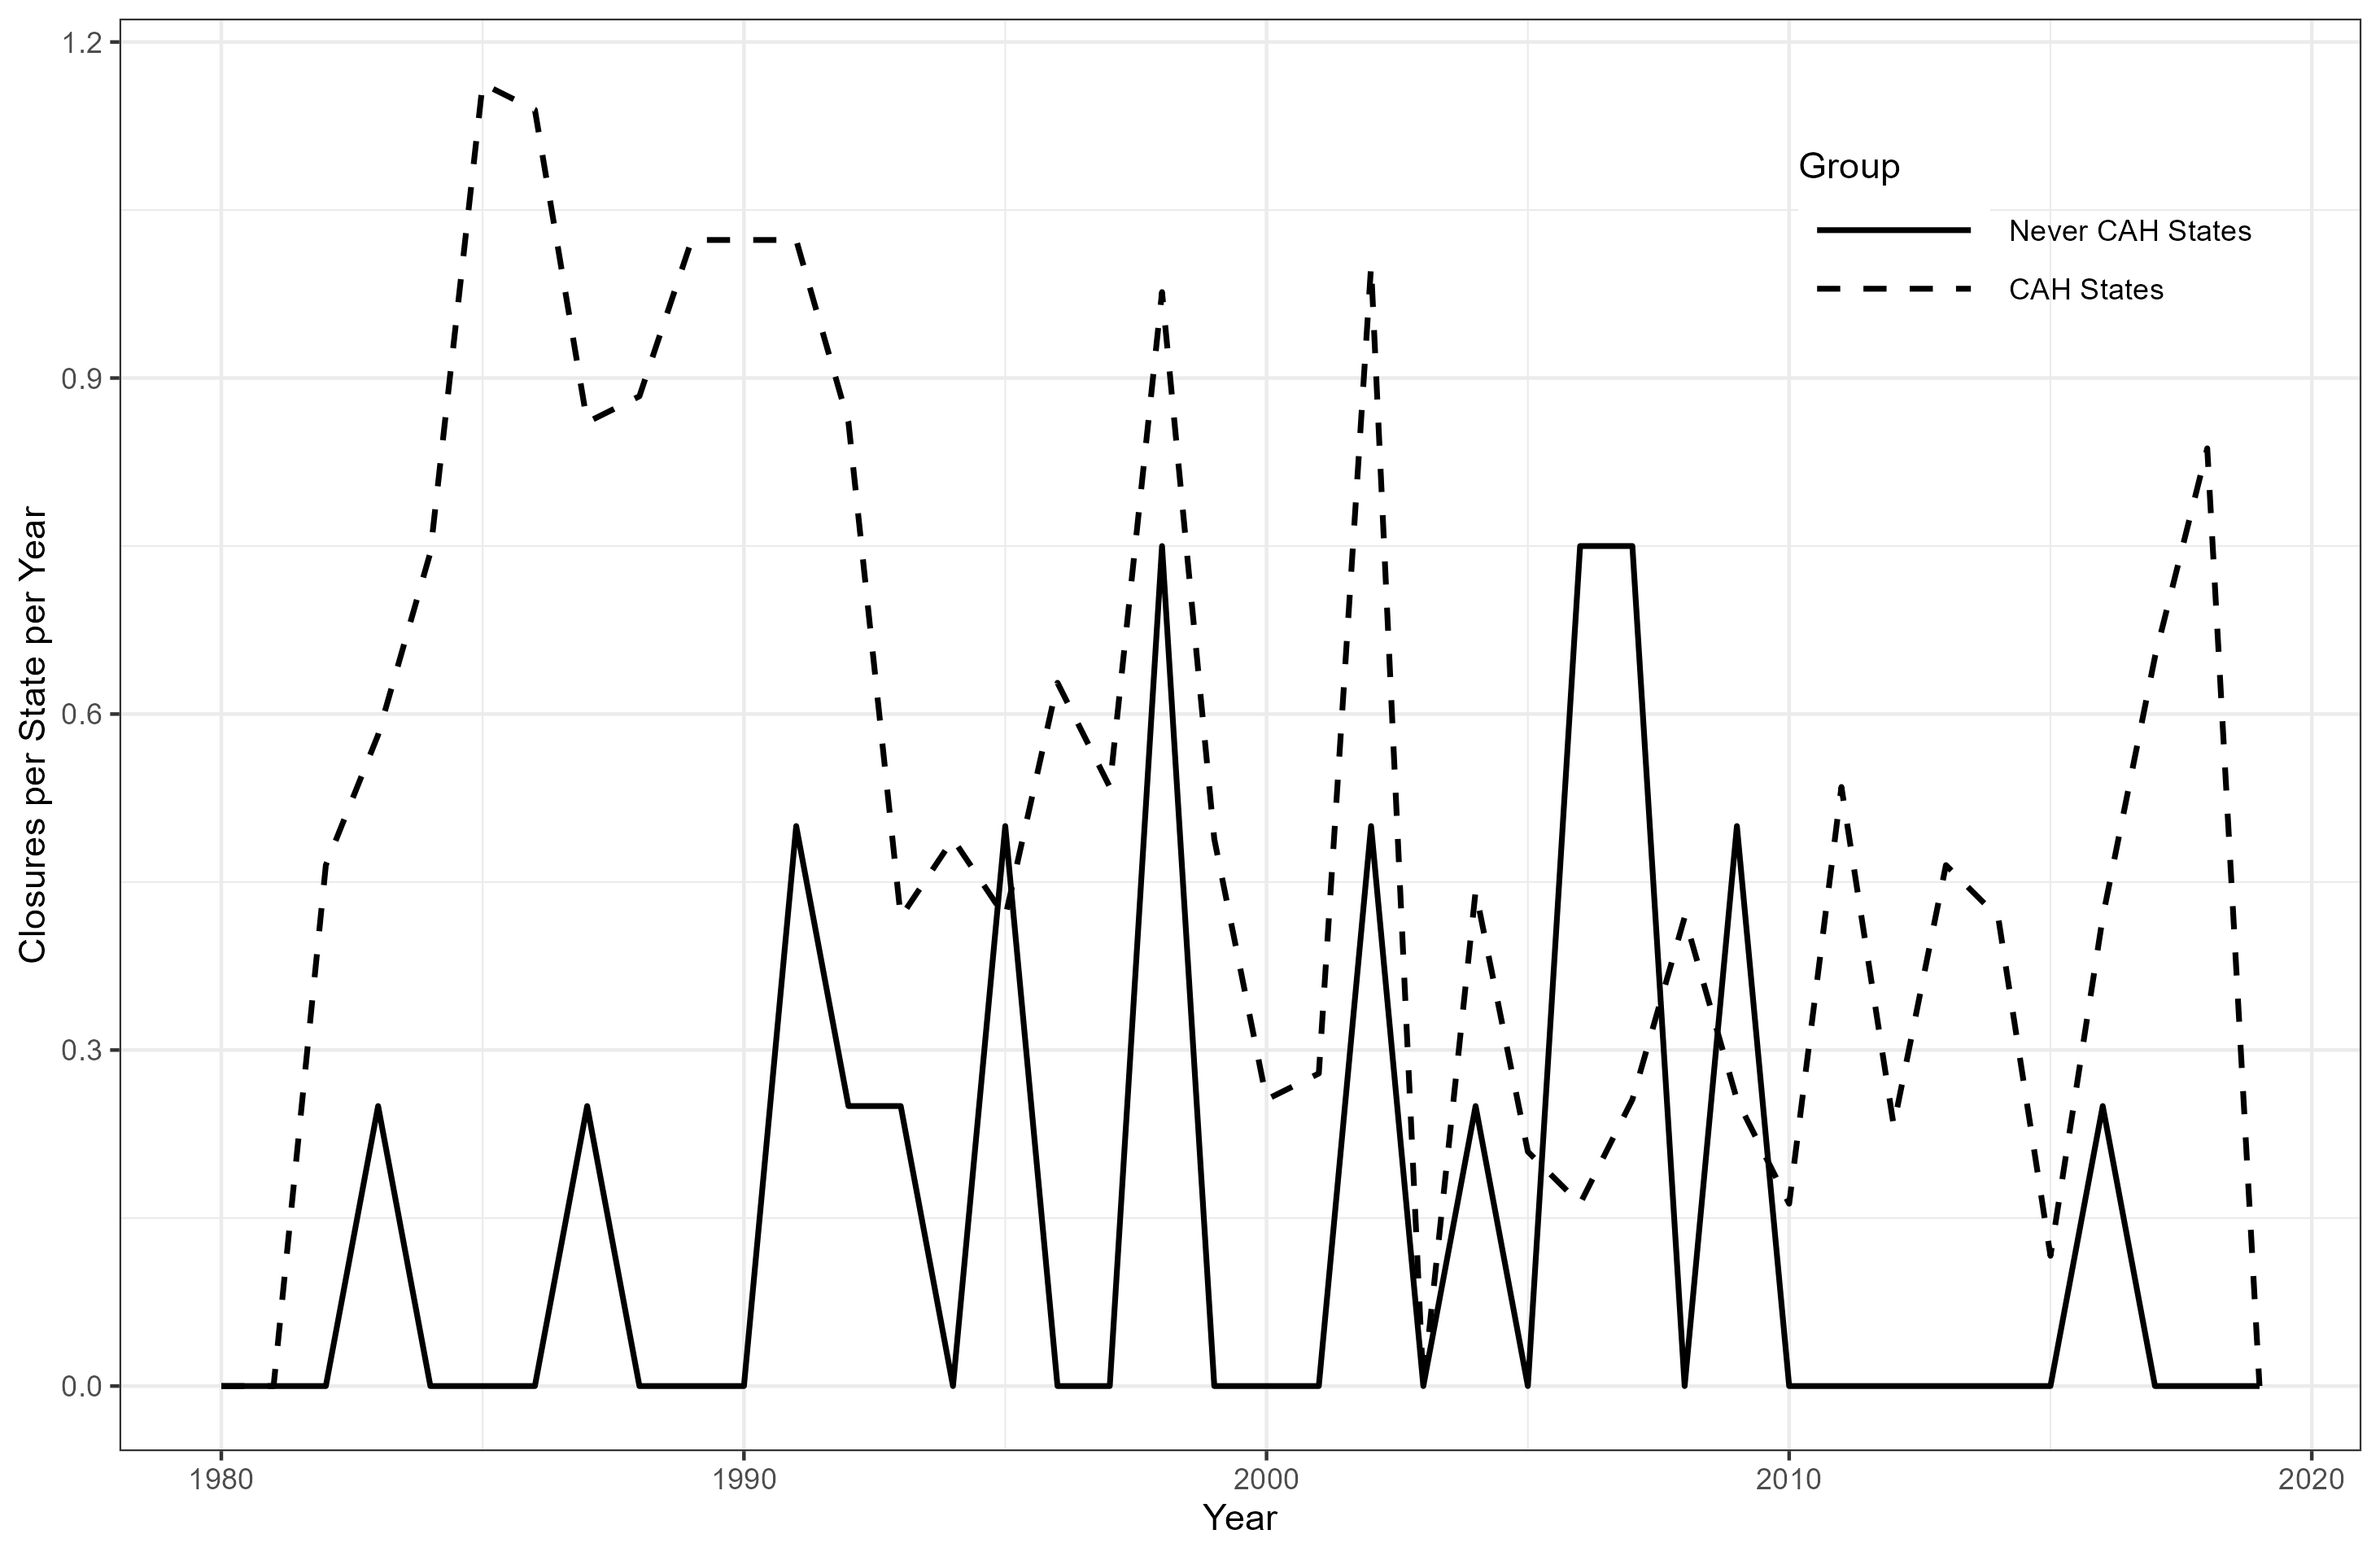 1.2
0.9
0.6
0.3
0.0
Closures per State per Year
Group
Never CAH States
CAH States
1980
1990
2000
2010
2020
Year